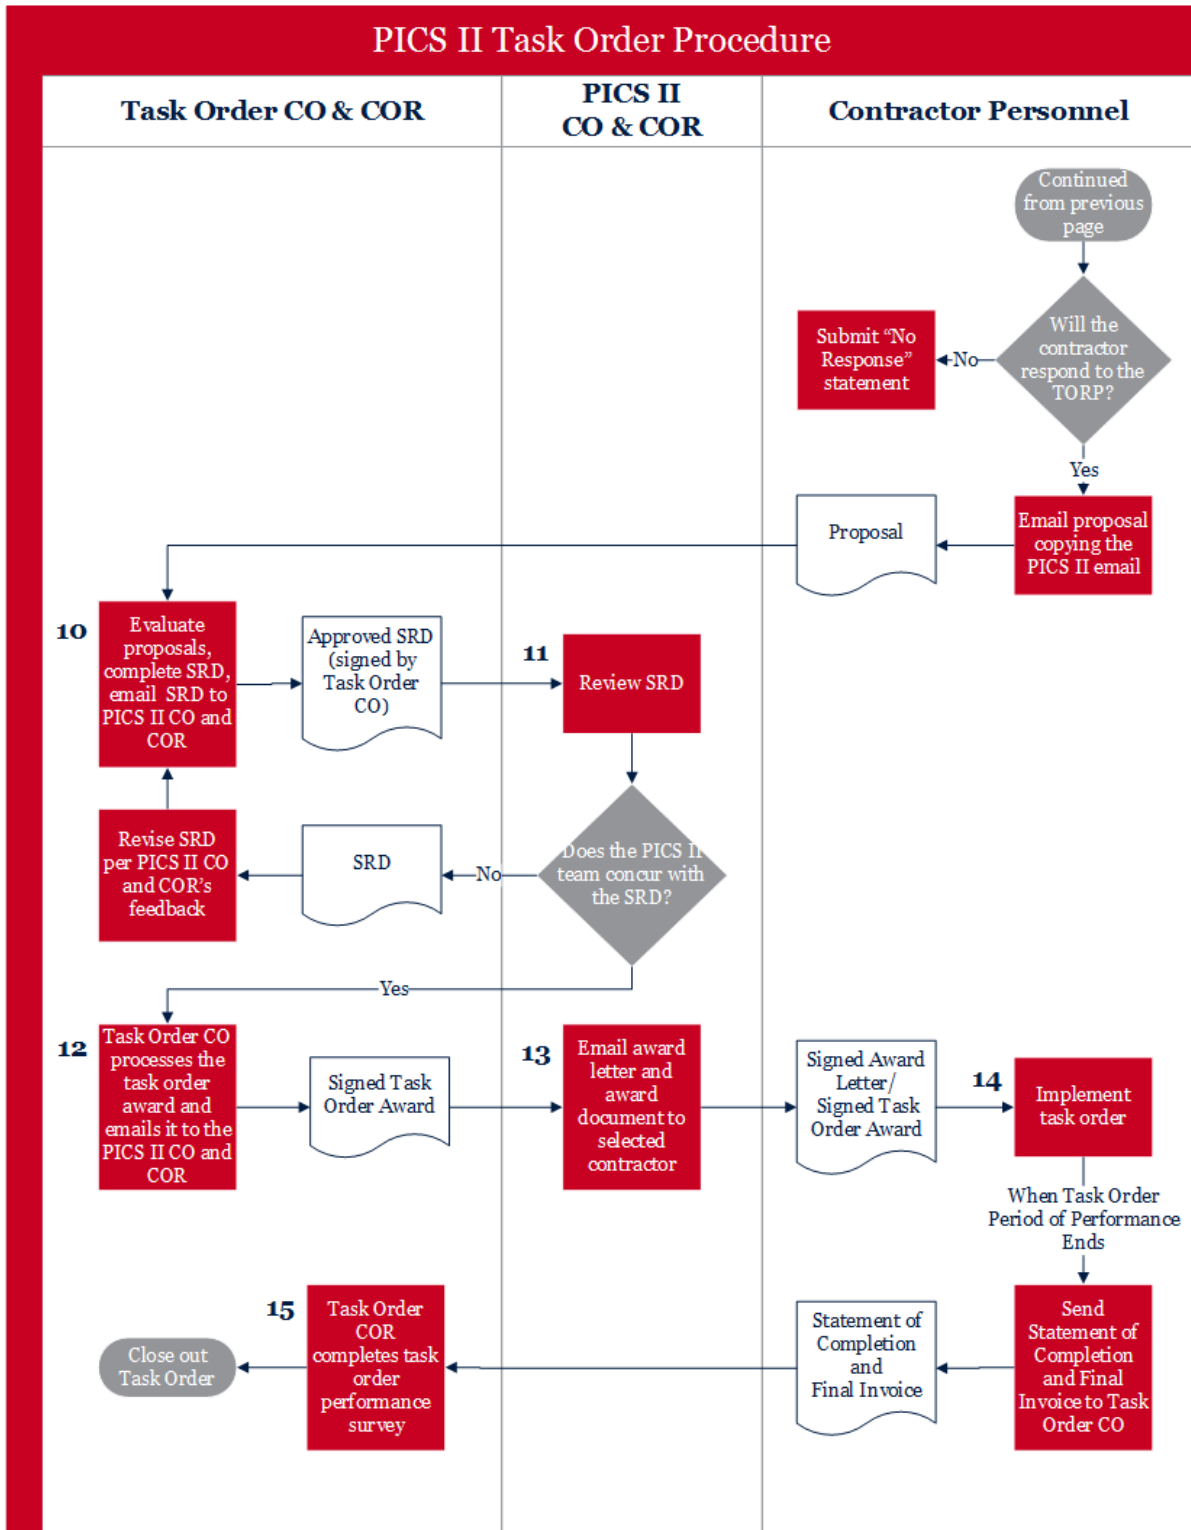 PICS II Task Order Procedure
Task Order CO & COR
PICS II
CO & COR
Contractor Personnel
Continued
from previous
page
Will the
contractor
respond to the
TORP?
No
Submit “No
Response”
statement
Yes
Email proposal
copying the
PICS II email
Proposal
10
Evaluate
proposals,
complete SRD,
email SRD to
PICS II CO and
COR
Approved SRD
(signed by
Task Order
CO)
11
Review SRD
Does the PICS II
team concur with
the SRD?
No
SRD
Revise SRD
per PICS II CO
and COR’s
feedback
Yes
12
Task Order CO
processes the
task order
award and
emails it to the
PICS II CO and
COR
Signed Task
Order Award
13
Email award
letter and
award
document to
selected
contractor
Signed Award
Letter/
Signed Task
Order Award
14
Implement
task order
When Task Order
Period of Performance
Ends
Send
Statement of
Completion
and Final
Invoice to Task
Order CO
Statement of
Completion
and
Final Invoice
15
Task Order
COR
completes task
order
performance
survey
Close out
Task Order